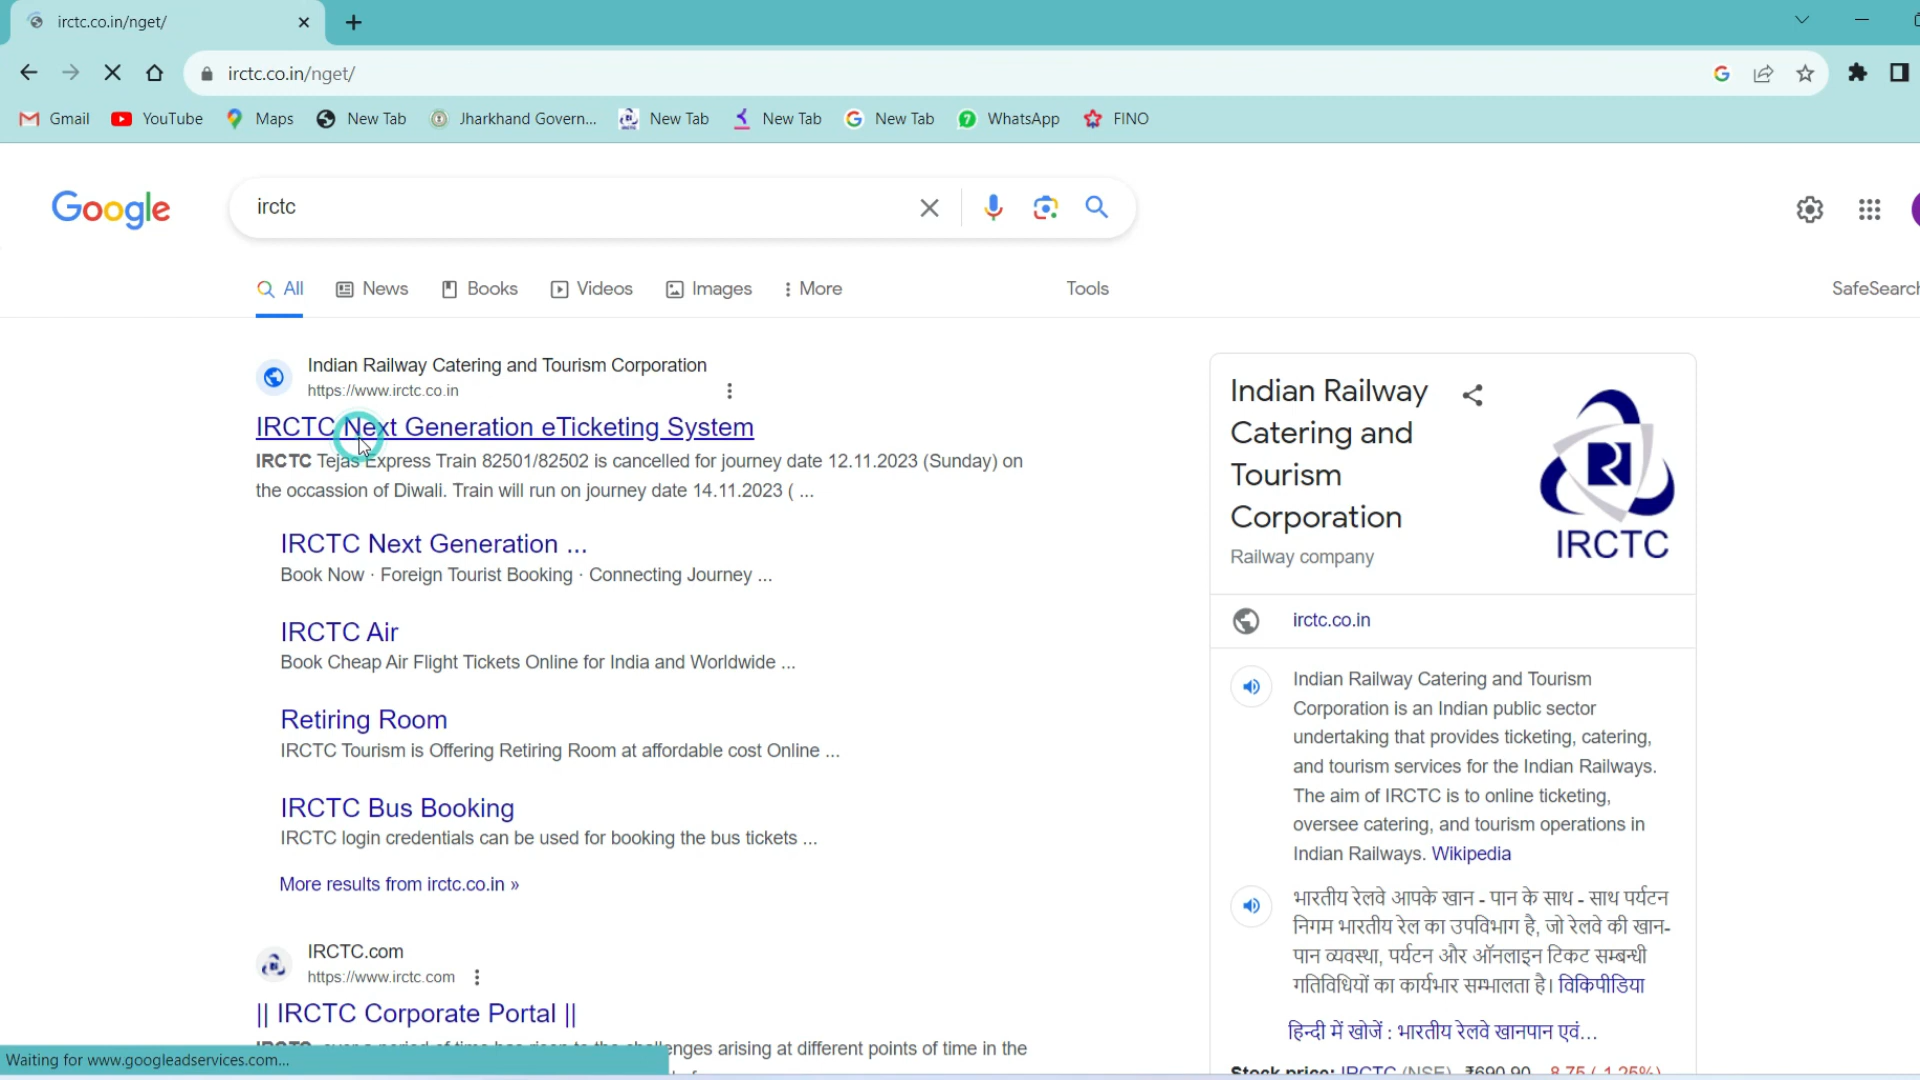 irctc.co.in/nget/
irctc.co.in/nget/
Gmail YouTube Maps New Tab Jharkhand Govern... New Tab New Tab New Tab WhatsApp FINO
Google irctc
All News Books Videos Images More Tools SafeSearch
Indian Railway Catering and Tourism Corporation
https://www.irctc.co.in
IRCTC Next Generation eTicketing System
IRCTC Tejas Express Train 82501/82502 is cancelled for journey date 12.11.2023 (Sunday) on
the occassion of Diwali. Train will run on journey date 14.11.2023 ( ...
IRCTC Next Generation ...
Book Now · Foreign Tourist Booking · Connecting Journey ...
IRCTC Air
Book Cheap Air Flight Tickets Online for India and Worldwide ...
Retiring Room
IRCTC Tourism is Offering Retiring Room at affordable cost Online ...
IRCTC Bus Booking
IRCTC login credentials can be used for booking the bus tickets ...
More results from irctc.co.in »
IRCTC.com
https://www.irctc.com
|| IRCTC Corporate Portal ||
enges arising at different points of time in the
Waiting for www.googleadservices.com...
Indian Railway
Catering and
Tourism
Corporation
Railway company
IRCTC
irctc.co.in
Indian Railway Catering and Tourism
Corporation is an Indian public sector
undertaking that provides ticketing, catering,
and tourism services for the Indian Railways.
The aim of IRCTC is to online ticketing,
oversee catering, and tourism operations in
Indian Railways. Wikipedia
भारतीय रेलवे आपके खान - पान के साथ - साथ पर्यटन
निगम भारतीय रेल का उपविभाग है, जो रेलवे की खान-
पान व्यवस्था, पर्यटन और ऑनलाइन टिकट सम्बन्धी
गतिविधियों का कार्यभार सम्भालता है। विकिपीडिया
हिन्दी में खोजें : भारतीय रेलवे खानपान एवं...
Stock price: IRCTC (NSE) ₹690.90 -8.75 (-1.25%)